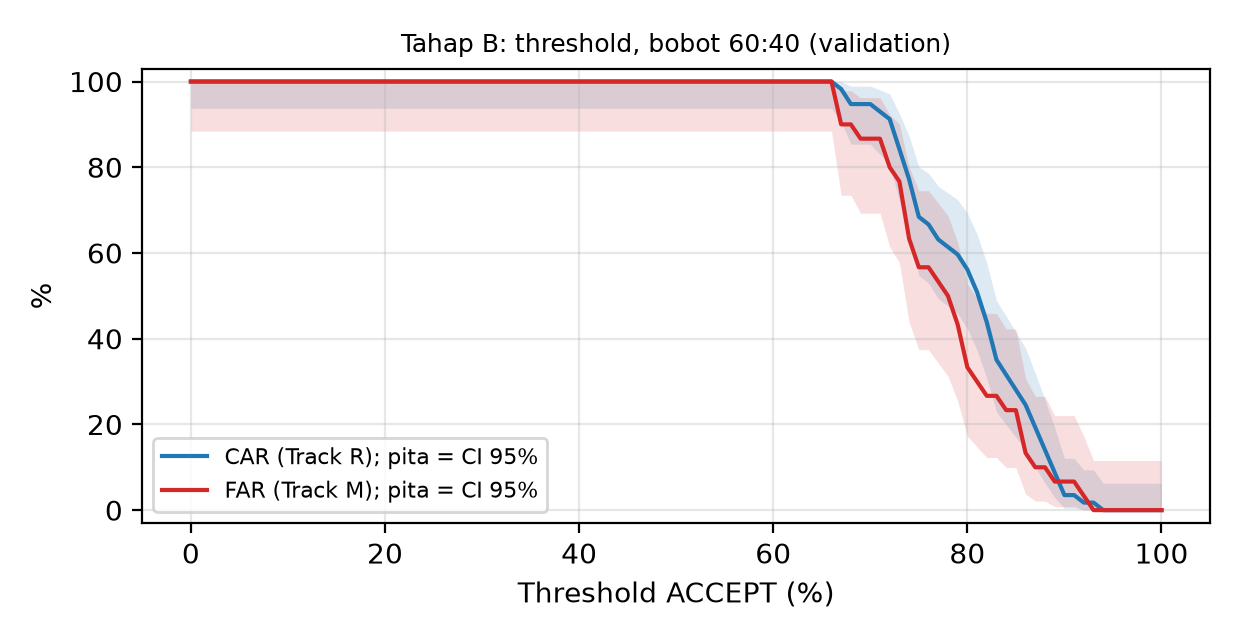 Tahap B: threshold, bobot 60:40 (validation)
100
80
60
40
20
0
%
CAR (Track R); pita = CI 95%
FAR (Track M); pita = CI 95%
0 20 40 60 80 100
Threshold ACCEPT (%)